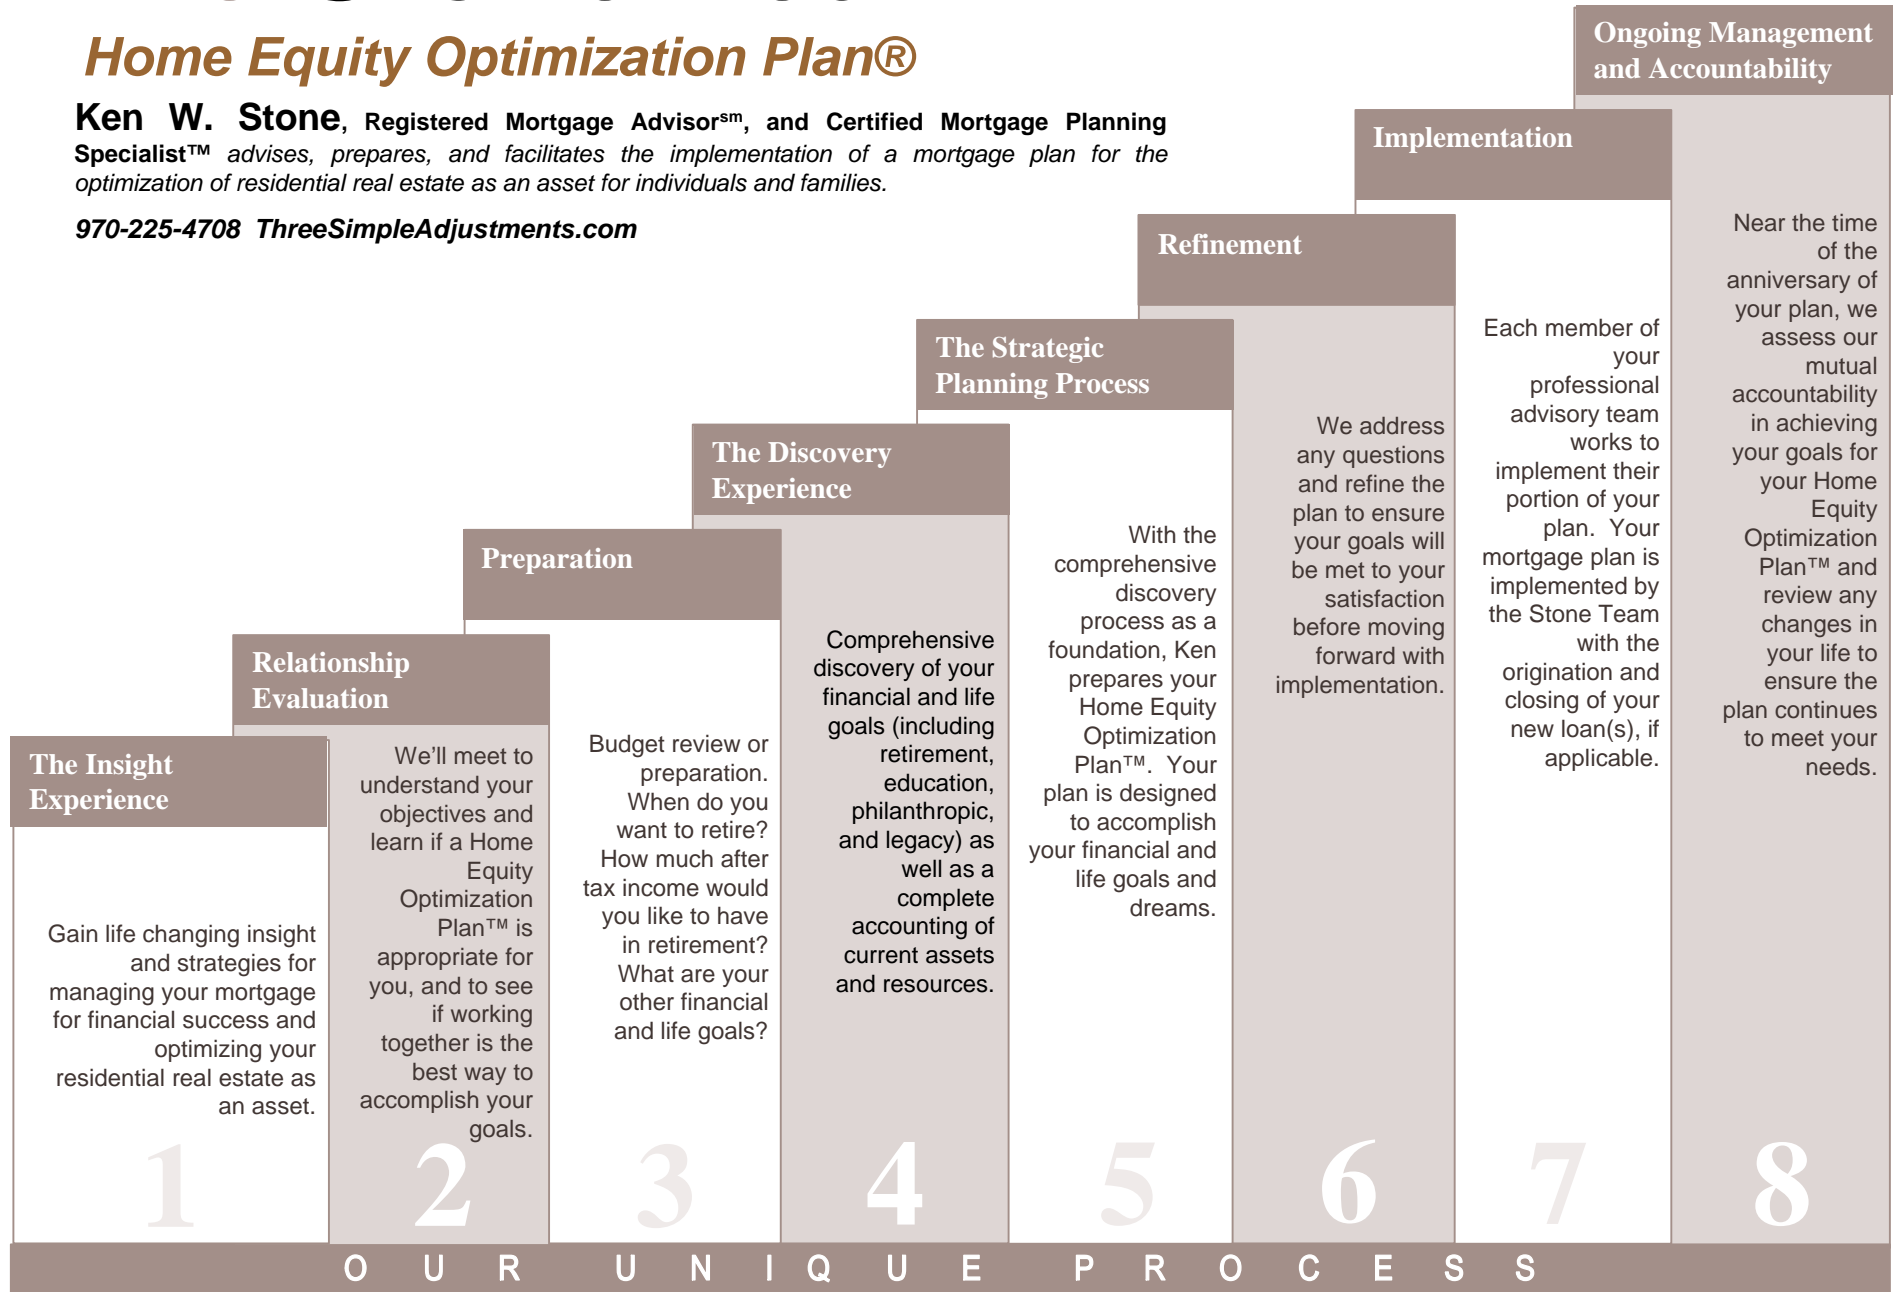 Home Equity Optimization Plan®
Ken W. Stone, Registered Mortgage Advisorsm, and Certified Mortgage Planning
Specialist™ advises, prepares, and facilitates the implementation of a mortgage plan for the
optimization of residential real estate as an asset for individuals and families.
970-225-4708 ThreeSimpleAdjustments.com
The Insight
Experience
Gain life changing insight
and strategies for
managing your mortgage
for financial success and
optimizing your
residential real estate as
an asset.
1
Relationship
Evaluation
We’ll meet to
understand your
objectives and
learn if a Home
Equity
Optimization
Plan™ is
appropriate for
you, and to see
if working
together is the
best way to
accomplish your
goals.
2
Preparation
Budget review or
preparation.
When do you
want to retire?
How much after
tax income would
you like to have
in retirement?
What are your
other financial
and life goals?
3
The Discovery
Experience
Comprehensive
discovery of your
financial and life
goals (including
retirement,
education,
philanthropic,
and legacy) as
well as a
complete
accounting of
current assets
and resources.
4
The Strategic
Planning Process
With the
comprehensive
discovery
process as a
foundation, Ken
prepares your
Home Equity
Optimization
Plan™. Your
plan is designed
to accomplish
your financial and
life goals and
dreams.
5
Refinement
We address
any questions
and refine the
plan to ensure
your goals will
be met to your
satisfaction
before moving
forward with
implementation.
6
Implementation
Each member of
your
professional
advisory team
works to
implement their
portion of your
plan. Your
mortgage plan is
implemented by
the Stone Team
with the
origination and
closing of your
new loan(s), if
applicable.
7
Ongoing Management
and Accountability
Near the time
of the
anniversary of
your plan, we
assess our
mutual
accountability
in achieving
your goals for
your Home
Equity
Optimization
Plan™ and
review any
changes in
your life to
ensure the
plan continues
to meet your
needs.
8
OUR UNIQUE PROCESS